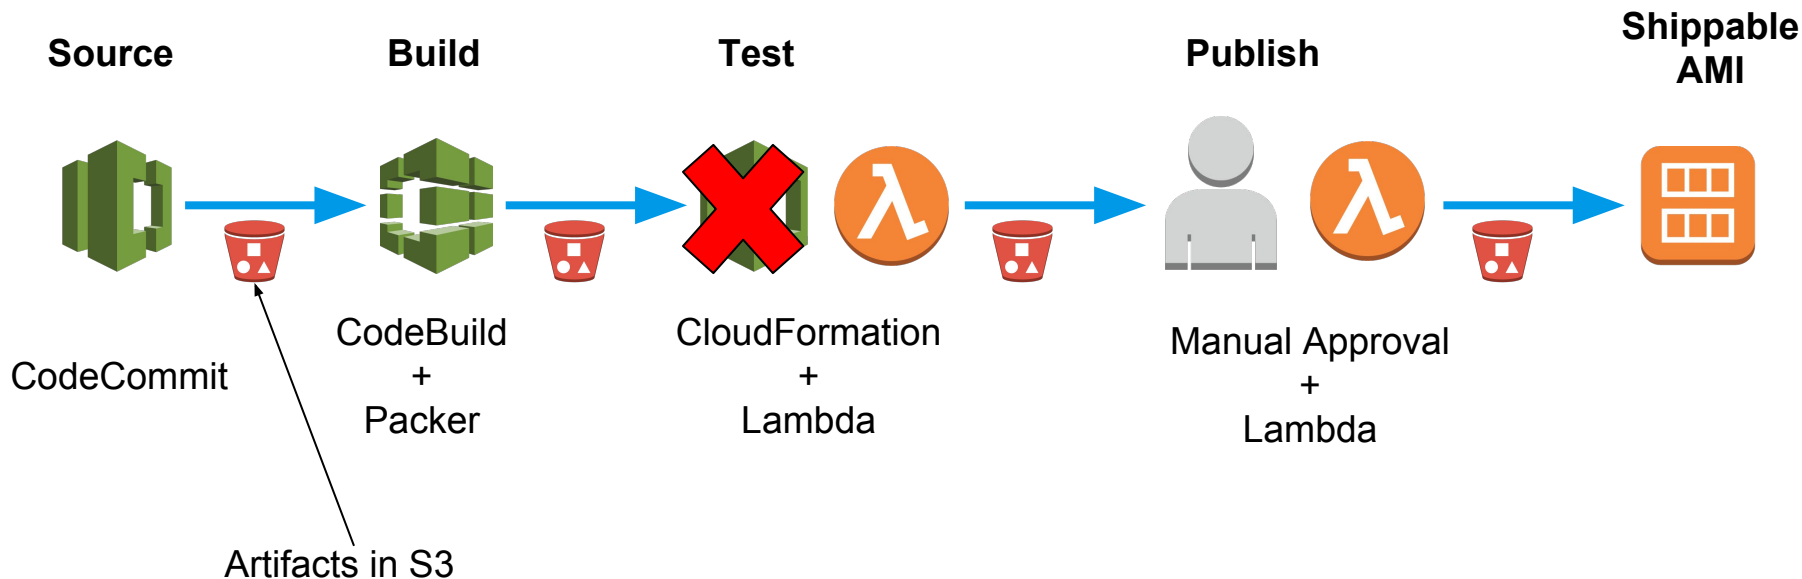 Source
Build
Test
Publish
Shippable
AMI
CodeCommit
CodeBuild
+
Packer
CloudFormation
+
Lambda
Manual Approval
+
Lambda
Artifacts in S3